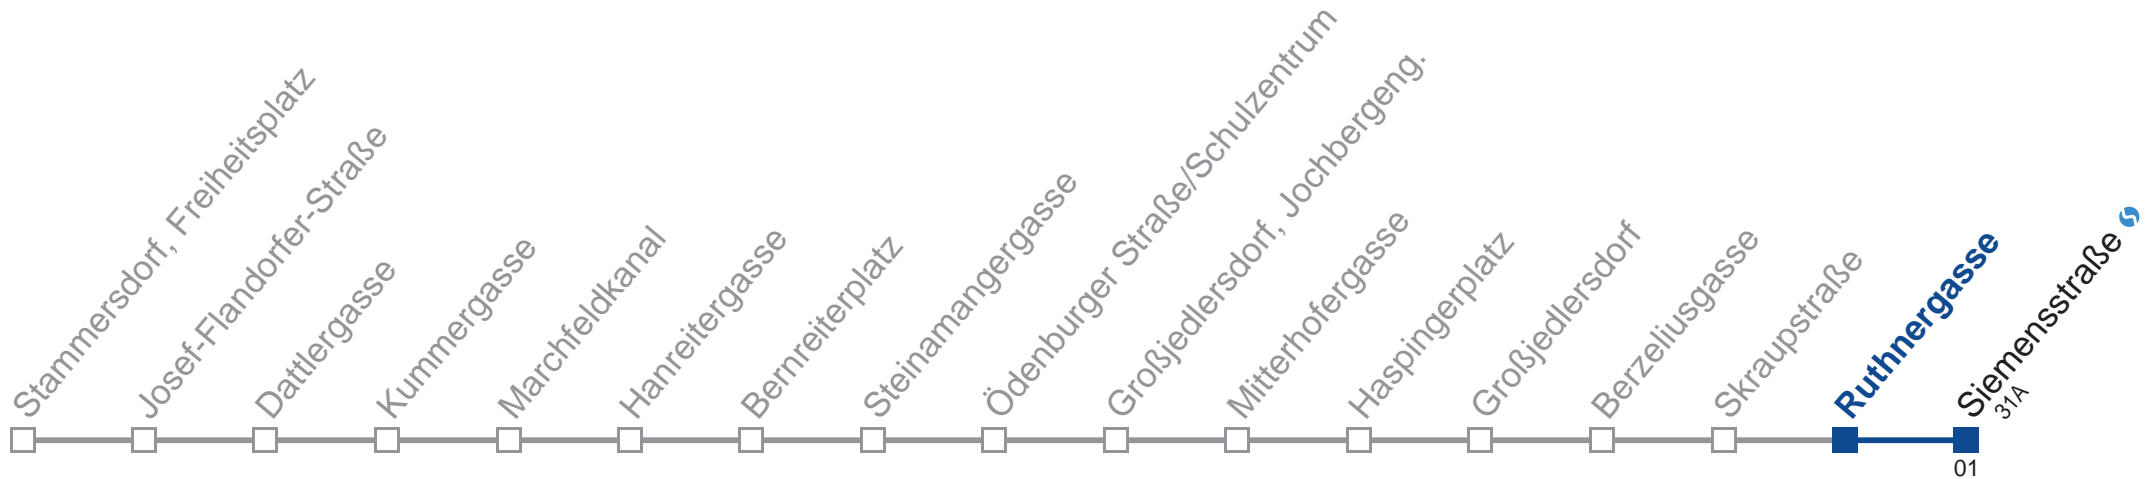 Stammersdorf, Freiheitsplatz
Josef-Flandorfer-Straße
Dattlergasse
Kummergasse
Marchfeldkanal
Hanreitergasse
Bernreiterplatz
Steinamangergasse
Ödenburger Straße/Schulzentrum
Großjedlersdorf, Jochbergeng.
Mitterhofergasse
Haspingerplatz
Großjedlersdorf
Berzeliusgasse
Skraupstraße
Ruthnergasse
Siemensstraße
31A
01